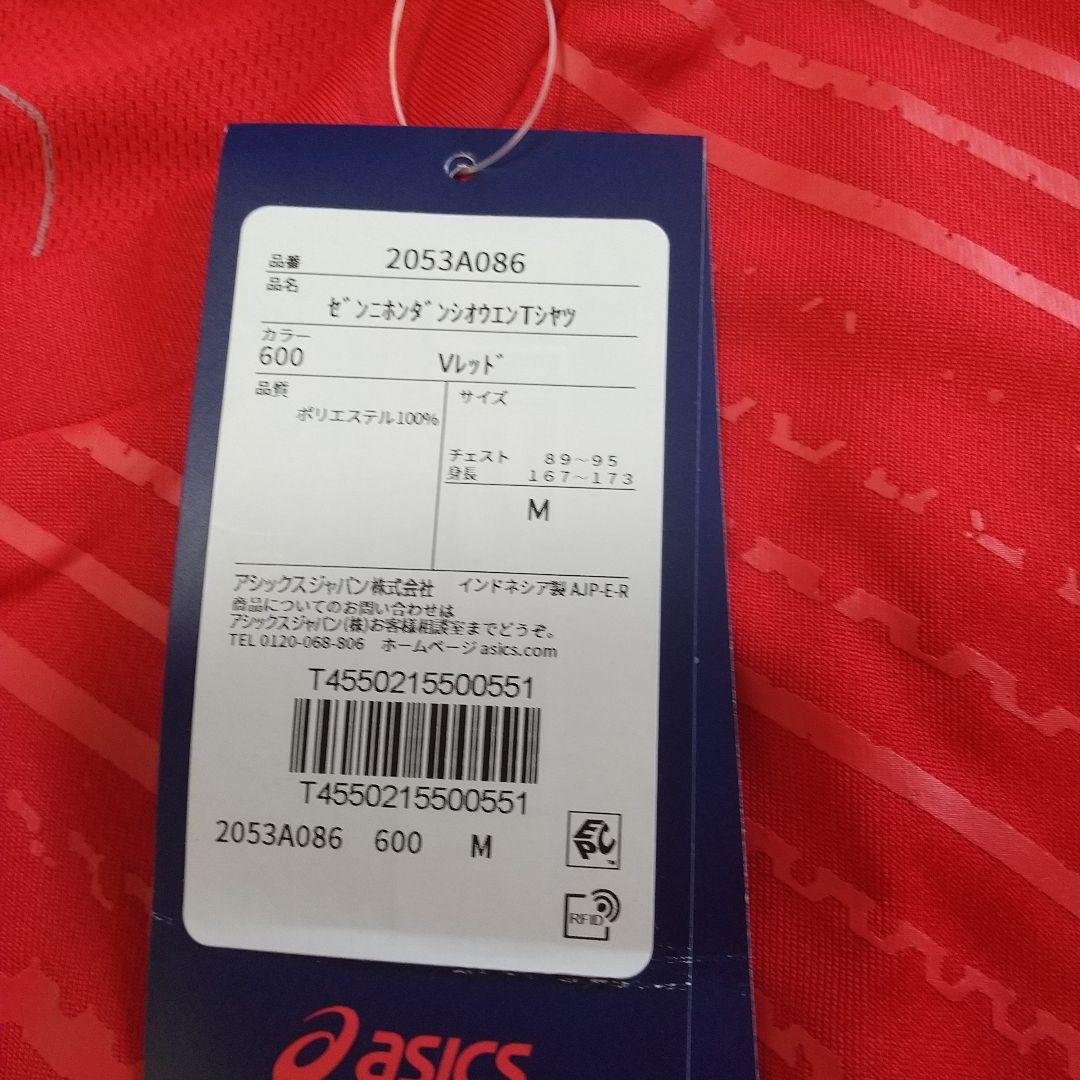 品番 2053A086
品名
ｾﾞﾝﾆﾎﾝﾀﾞﾝｼｵｳｴﾝTｼﾔﾂ
カラー
600 Vﾚｯﾄﾞ
品質 サイズ
ポリエステル100%
チェスト ８９～９５
身長 １６７～１７３
M
アシックスジャパン株式会社 インドネシア製 AJP-E-R
商品についてのお問い合わせは
アシックスジャパン(株)お客様相談室までどうぞ。
TEL 0120-068-806 ホームページ asics.com
T4550215500551
T4550215500551
2053A086 600 M
EPC™
RFID
asics